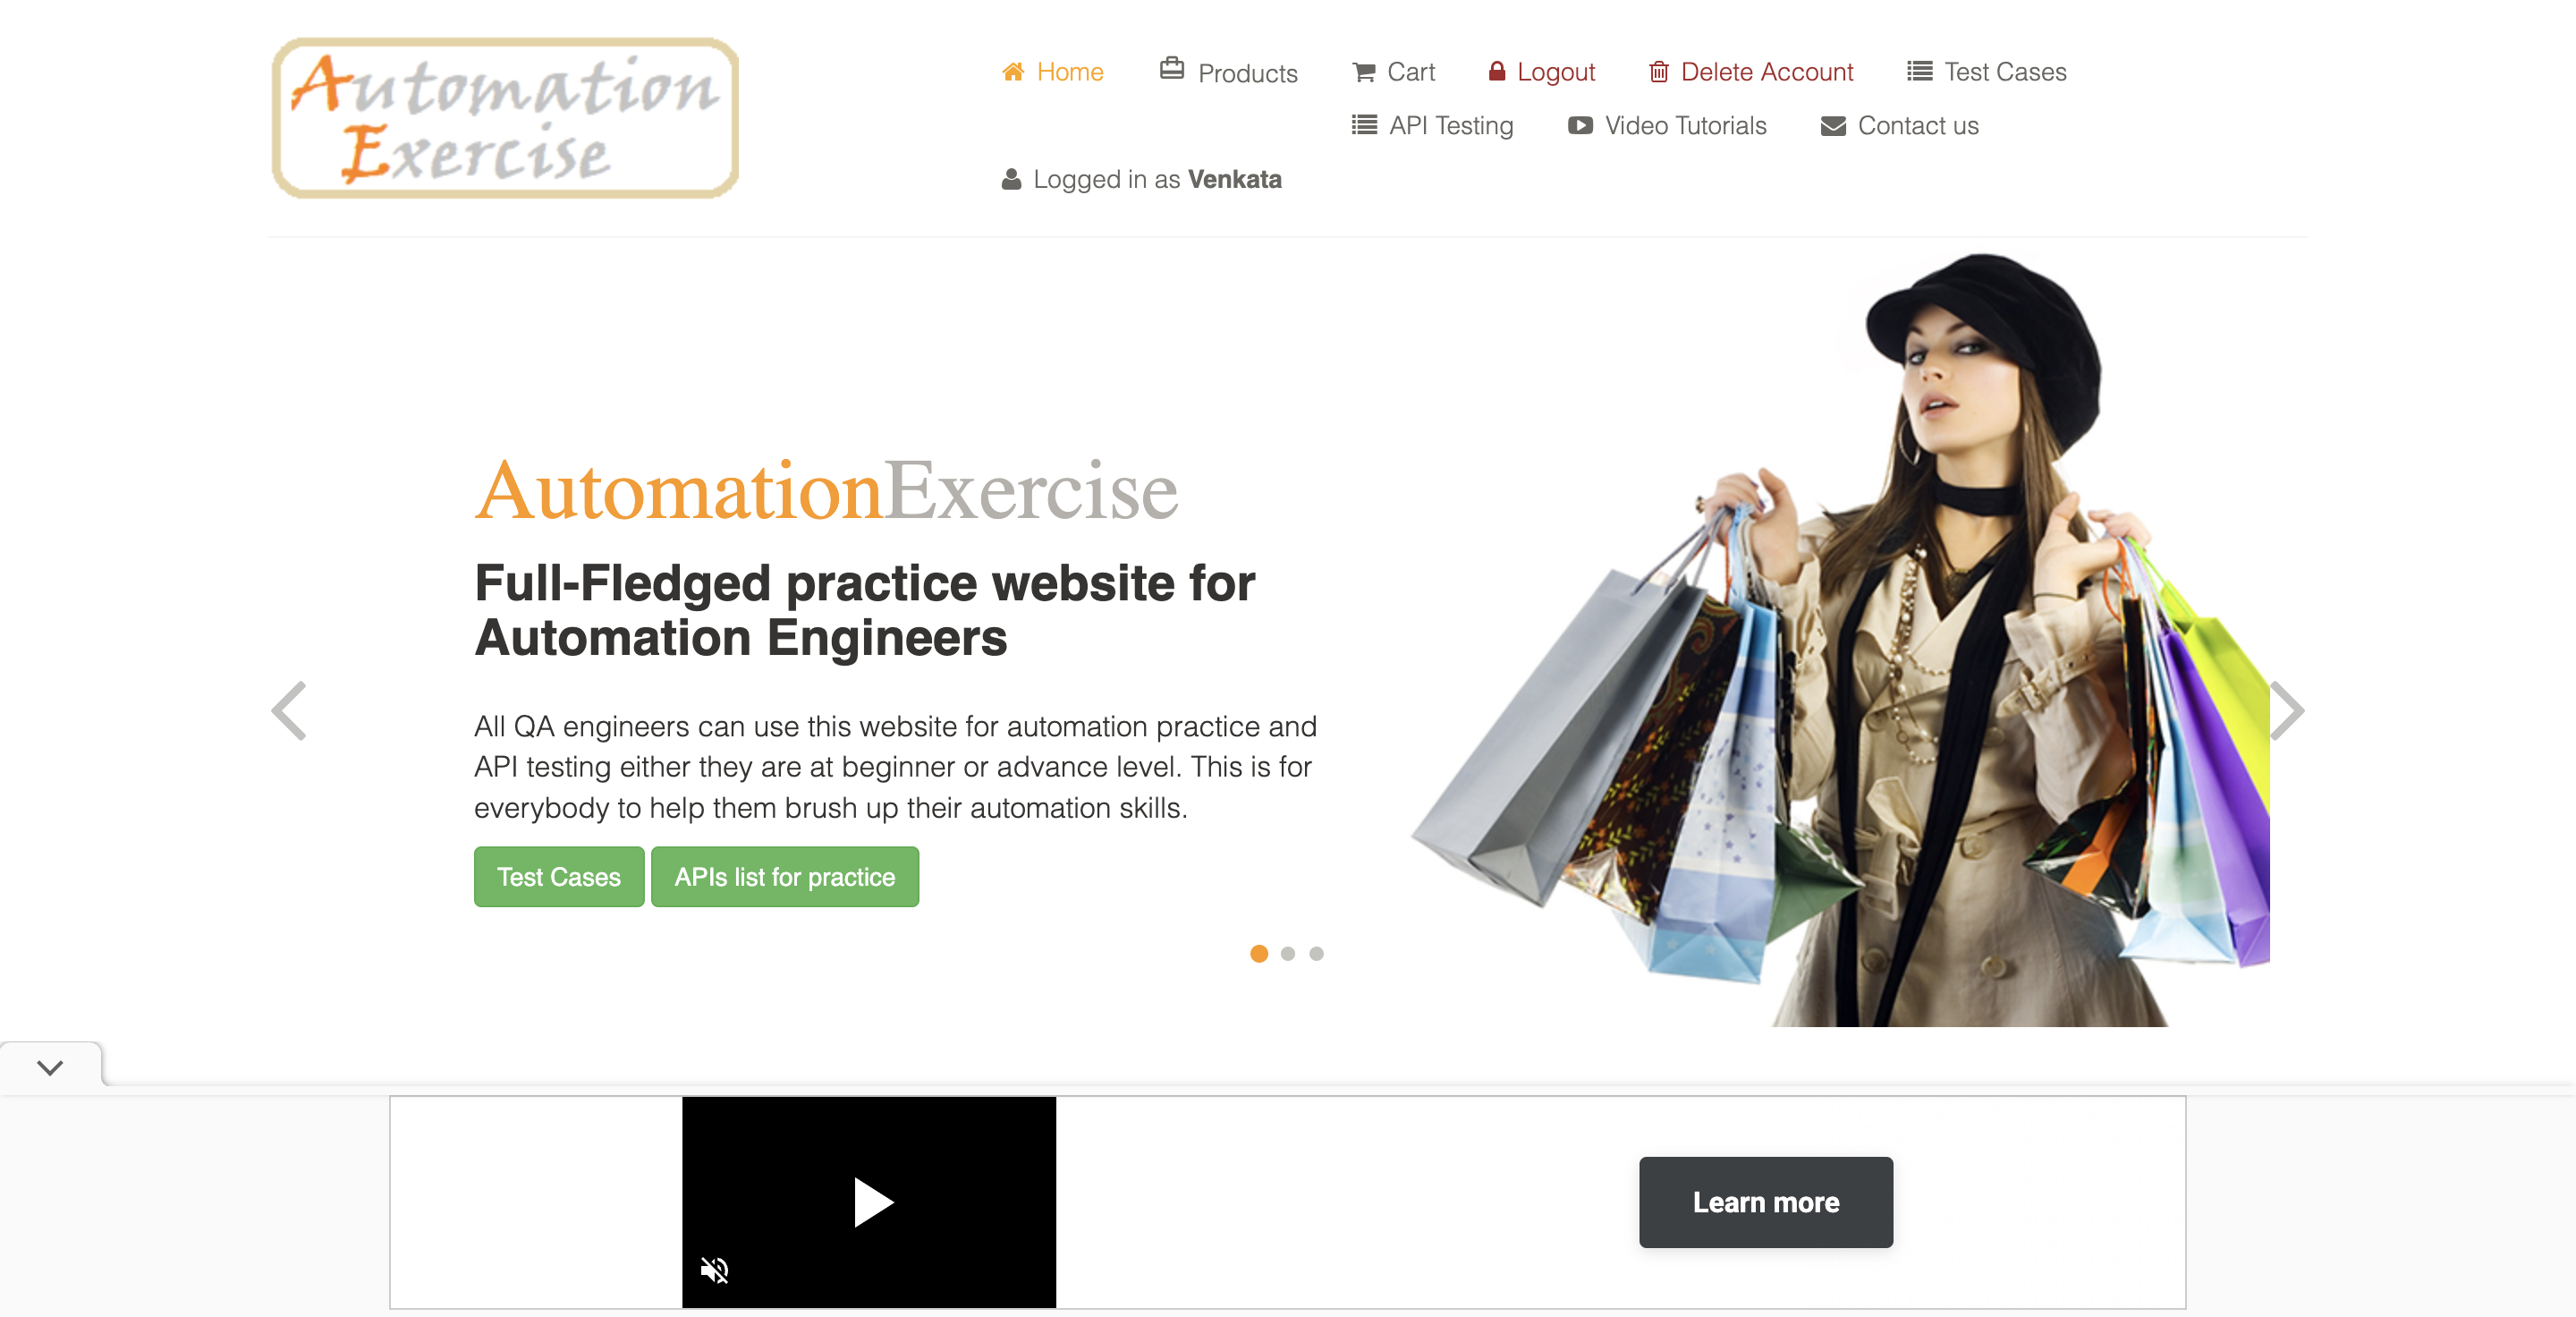 Automation
Exercise
Home Products Cart Logout Delete Account Test Cases
API Testing Video Tutorials Contact us
Logged in as Venkata
AutomationExercise
Full-Fledged practice website for
Automation Engineers
All QA engineers can use this website for automation practice and
API testing either they are at beginner or advance level. This is for
everybody to help them brush up their automation skills.
Test Cases APIs list for practice
Learn more